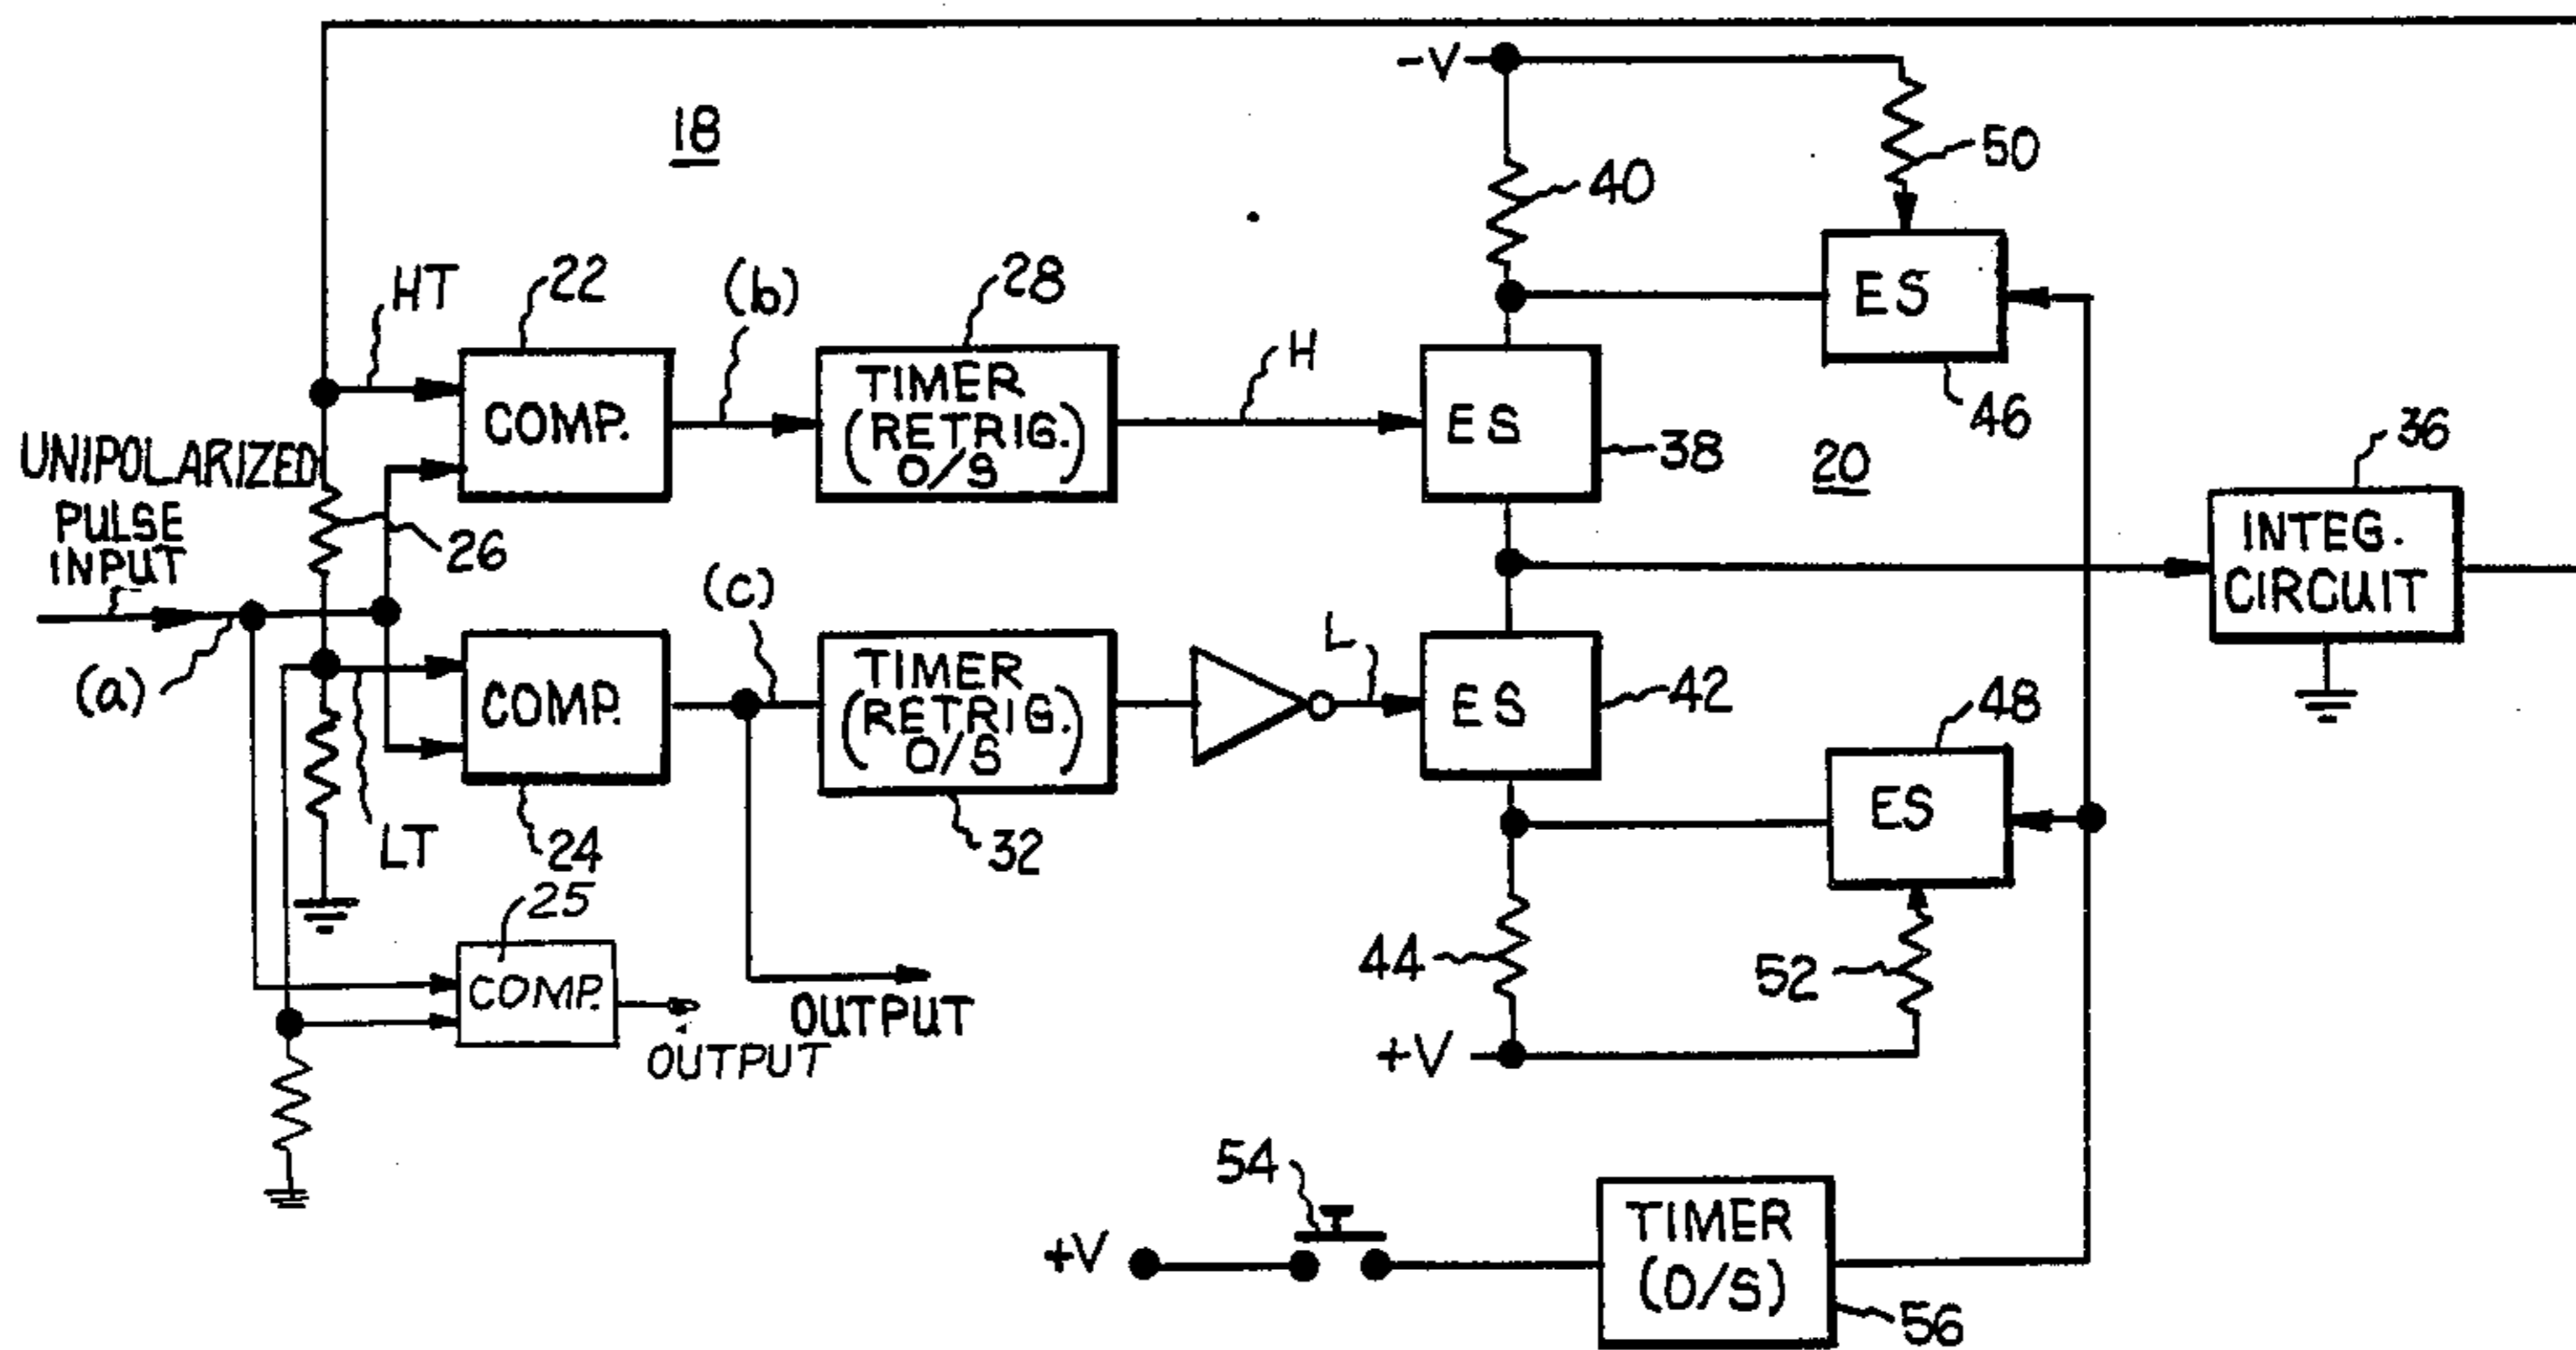 -V
18
50
40
HT
22
(b)
28
ES
TIMER
(RETRIG.)
O/S
H
46
COMP.
ES
38
20
36
UNIPOLARIZED
PULSE
INPUT
26
INTEG.
CIRCUIT
(a)
(c)
L
COMP.
TIMER
(RETRIG.)
O/S
ES
42
48
ES
LT
24
32
25
COMP.
44
52
OUTPUT
OUTPUT
+V
54
+V
TIMER
(O/S)
56